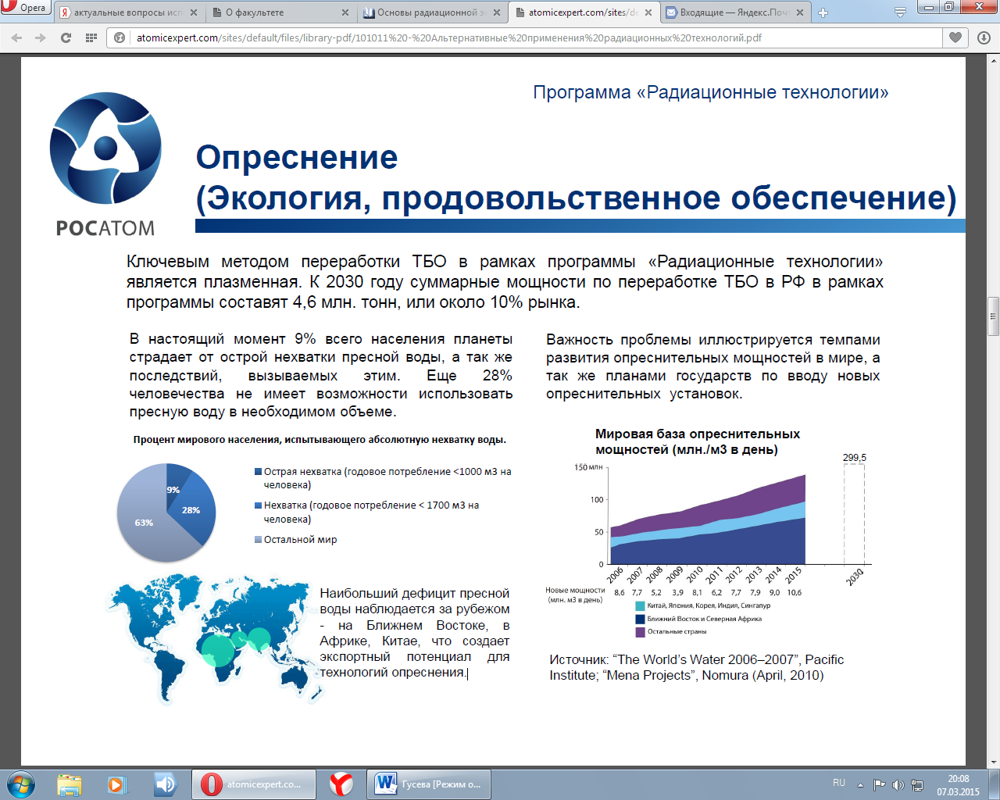 Opera
актуальные вопросы исп
О факультете
Основы радиационной э
atomicexpert.com/sites/de
Входящие — Яндекс.Почт
atomicexpert.com/sites/default/files/library-pdf/101011%20-%20Альтернативные%20применения%20радиационных%20технологий.pdf
Программа «Радиационные технологии»
РОСАТОМ
Опреснение
(Экология, продовольственное обеспечение)
Ключевым методом переработки ТБО в рамках программы «Радиационные технологии»
является плазменная. К 2030 году суммарные мощности по переработке ТБО в РФ в рамках
программы составят 4,6 млн. тонн, или около 10% рынка.
В настоящий момент 9% всего населения планеты
страдает от острой нехватки пресной воды, а так же
последствий, вызываемых этим. Еще 28%
человечества не имеет возможности использовать
пресную воду в необходимом объеме.
Процент мирового населения, испытывающего абсолютную нехватку воды.
9%
28%
63%
Острая нехватка (годовое потребление <1000 м3 на
человека)
Нехватка (годовое потребление < 1700 м3 на
человека)
Остальной мир
Наибольший дефицит пресной
воды наблюдается за рубежом
- на Ближнем Востоке, в
Африке, Китае, что создает
экспортный потенциал для
технологий опреснения.
Важность проблемы иллюстрируется темпами
развития опреснительных мощностей в мире, а
так же планами государств по вводу новых
опреснительных установок.
Мировая база опреснительных
мощностей (млн./м3 в день)
299,5
150 млн
100
50
0
2006 2007 2008 2009 2010 2011 2012 2013 2014 2015 2030
Новые мощности
(млн. м3 в день)
8,6 7,7 5,2 3,9 8,1 6,2 7,7 7,9 9,0 10,6
Китай, Япония, Корея, Индия, Сингапур
Ближний Восток и Северная Африка
Остальные страны
Источник: “The World’s Water 2006–2007”, Pacific
Institute; “Mena Projects”, Nomura (April, 2010)
atomicexpert.co...
Гусева [Режим о...
RU
20:08
07.03.2015